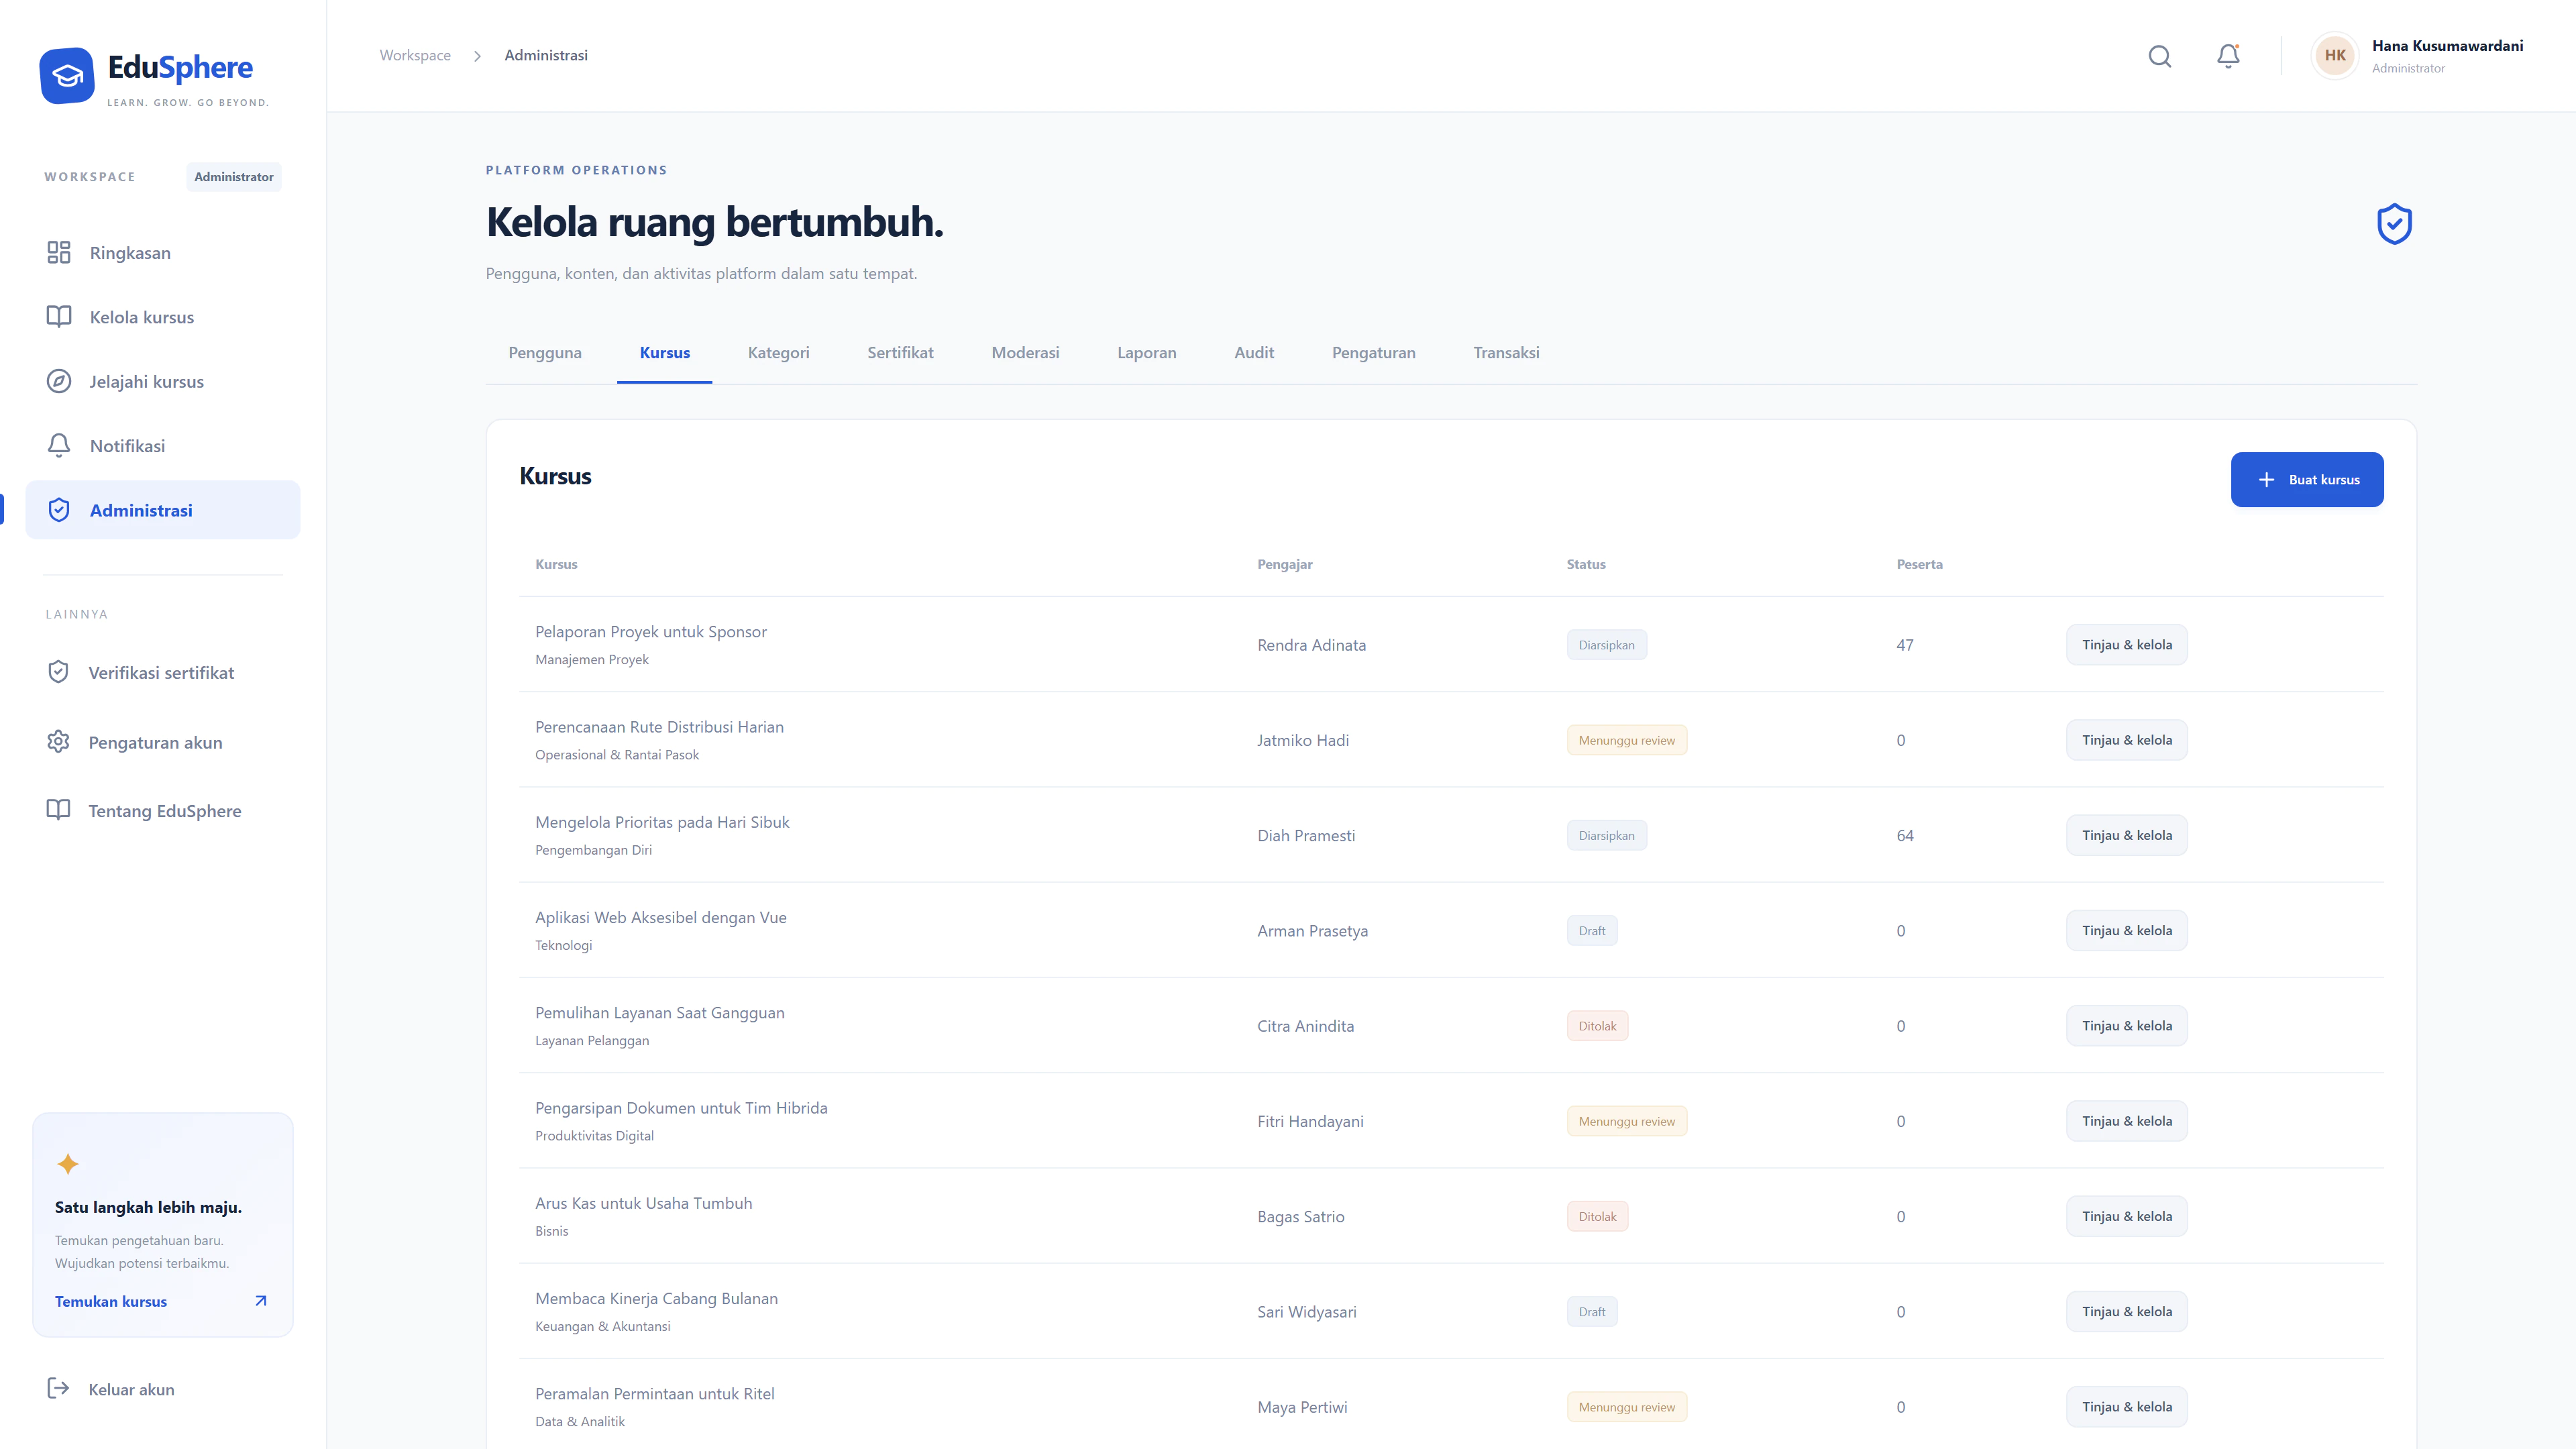 EduSphere
LEARN. GROW. GO BEYOND.
WORKSPACE
Administrator
Ringkasan
Kelola kursus
Jelajahi kursus
Notifikasi
Administrasi
LAINNYA
Verifikasi sertifikat
Pengaturan akun
Tentang EduSphere
Satu langkah lebih maju.
Temukan pengetahuan baru.
Wujudkan potensi terbaikmu.
Temukan kursus
Keluar akun
Workspace
Administrasi
HK
Hana Kusumawardani
Administrator
PLATFORM OPERATIONS
Kelola ruang bertumbuh.
Pengguna, konten, dan aktivitas platform dalam satu tempat.
Pengguna Kursus Kategori Sertifikat Moderasi Laporan Audit Pengaturan Transaksi
Kursus
Buat kursus
Kursus Pengajar Status Peserta
Pelaporan Proyek untuk Sponsor
Manajemen Proyek
Rendra Adinata Diarsipkan 47 Tinjau & kelola
Perencanaan Rute Distribusi Harian
Operasional & Rantai Pasok
Jatmiko Hadi Menunggu review 0 Tinjau & kelola
Mengelola Prioritas pada Hari Sibuk
Pengembangan Diri
Diah Pramesti Diarsipkan 64 Tinjau & kelola
Aplikasi Web Aksesibel dengan Vue
Teknologi
Arman Prasetya Draft 0 Tinjau & kelola
Pemulihan Layanan Saat Gangguan
Layanan Pelanggan
Citra Anindita Ditolak 0 Tinjau & kelola
Pengarsipan Dokumen untuk Tim Hibrida
Produktivitas Digital
Fitri Handayani Menunggu review 0 Tinjau & kelola
Arus Kas untuk Usaha Tumbuh
Bisnis
Bagas Satrio Ditolak 0 Tinjau & kelola
Membaca Kinerja Cabang Bulanan
Keuangan & Akuntansi
Sari Widyasari Draft 0 Tinjau & kelola
Peramalan Permintaan untuk Ritel
Data & Analitik
Maya Pertiwi Menunggu review 0 Tinjau & kelola